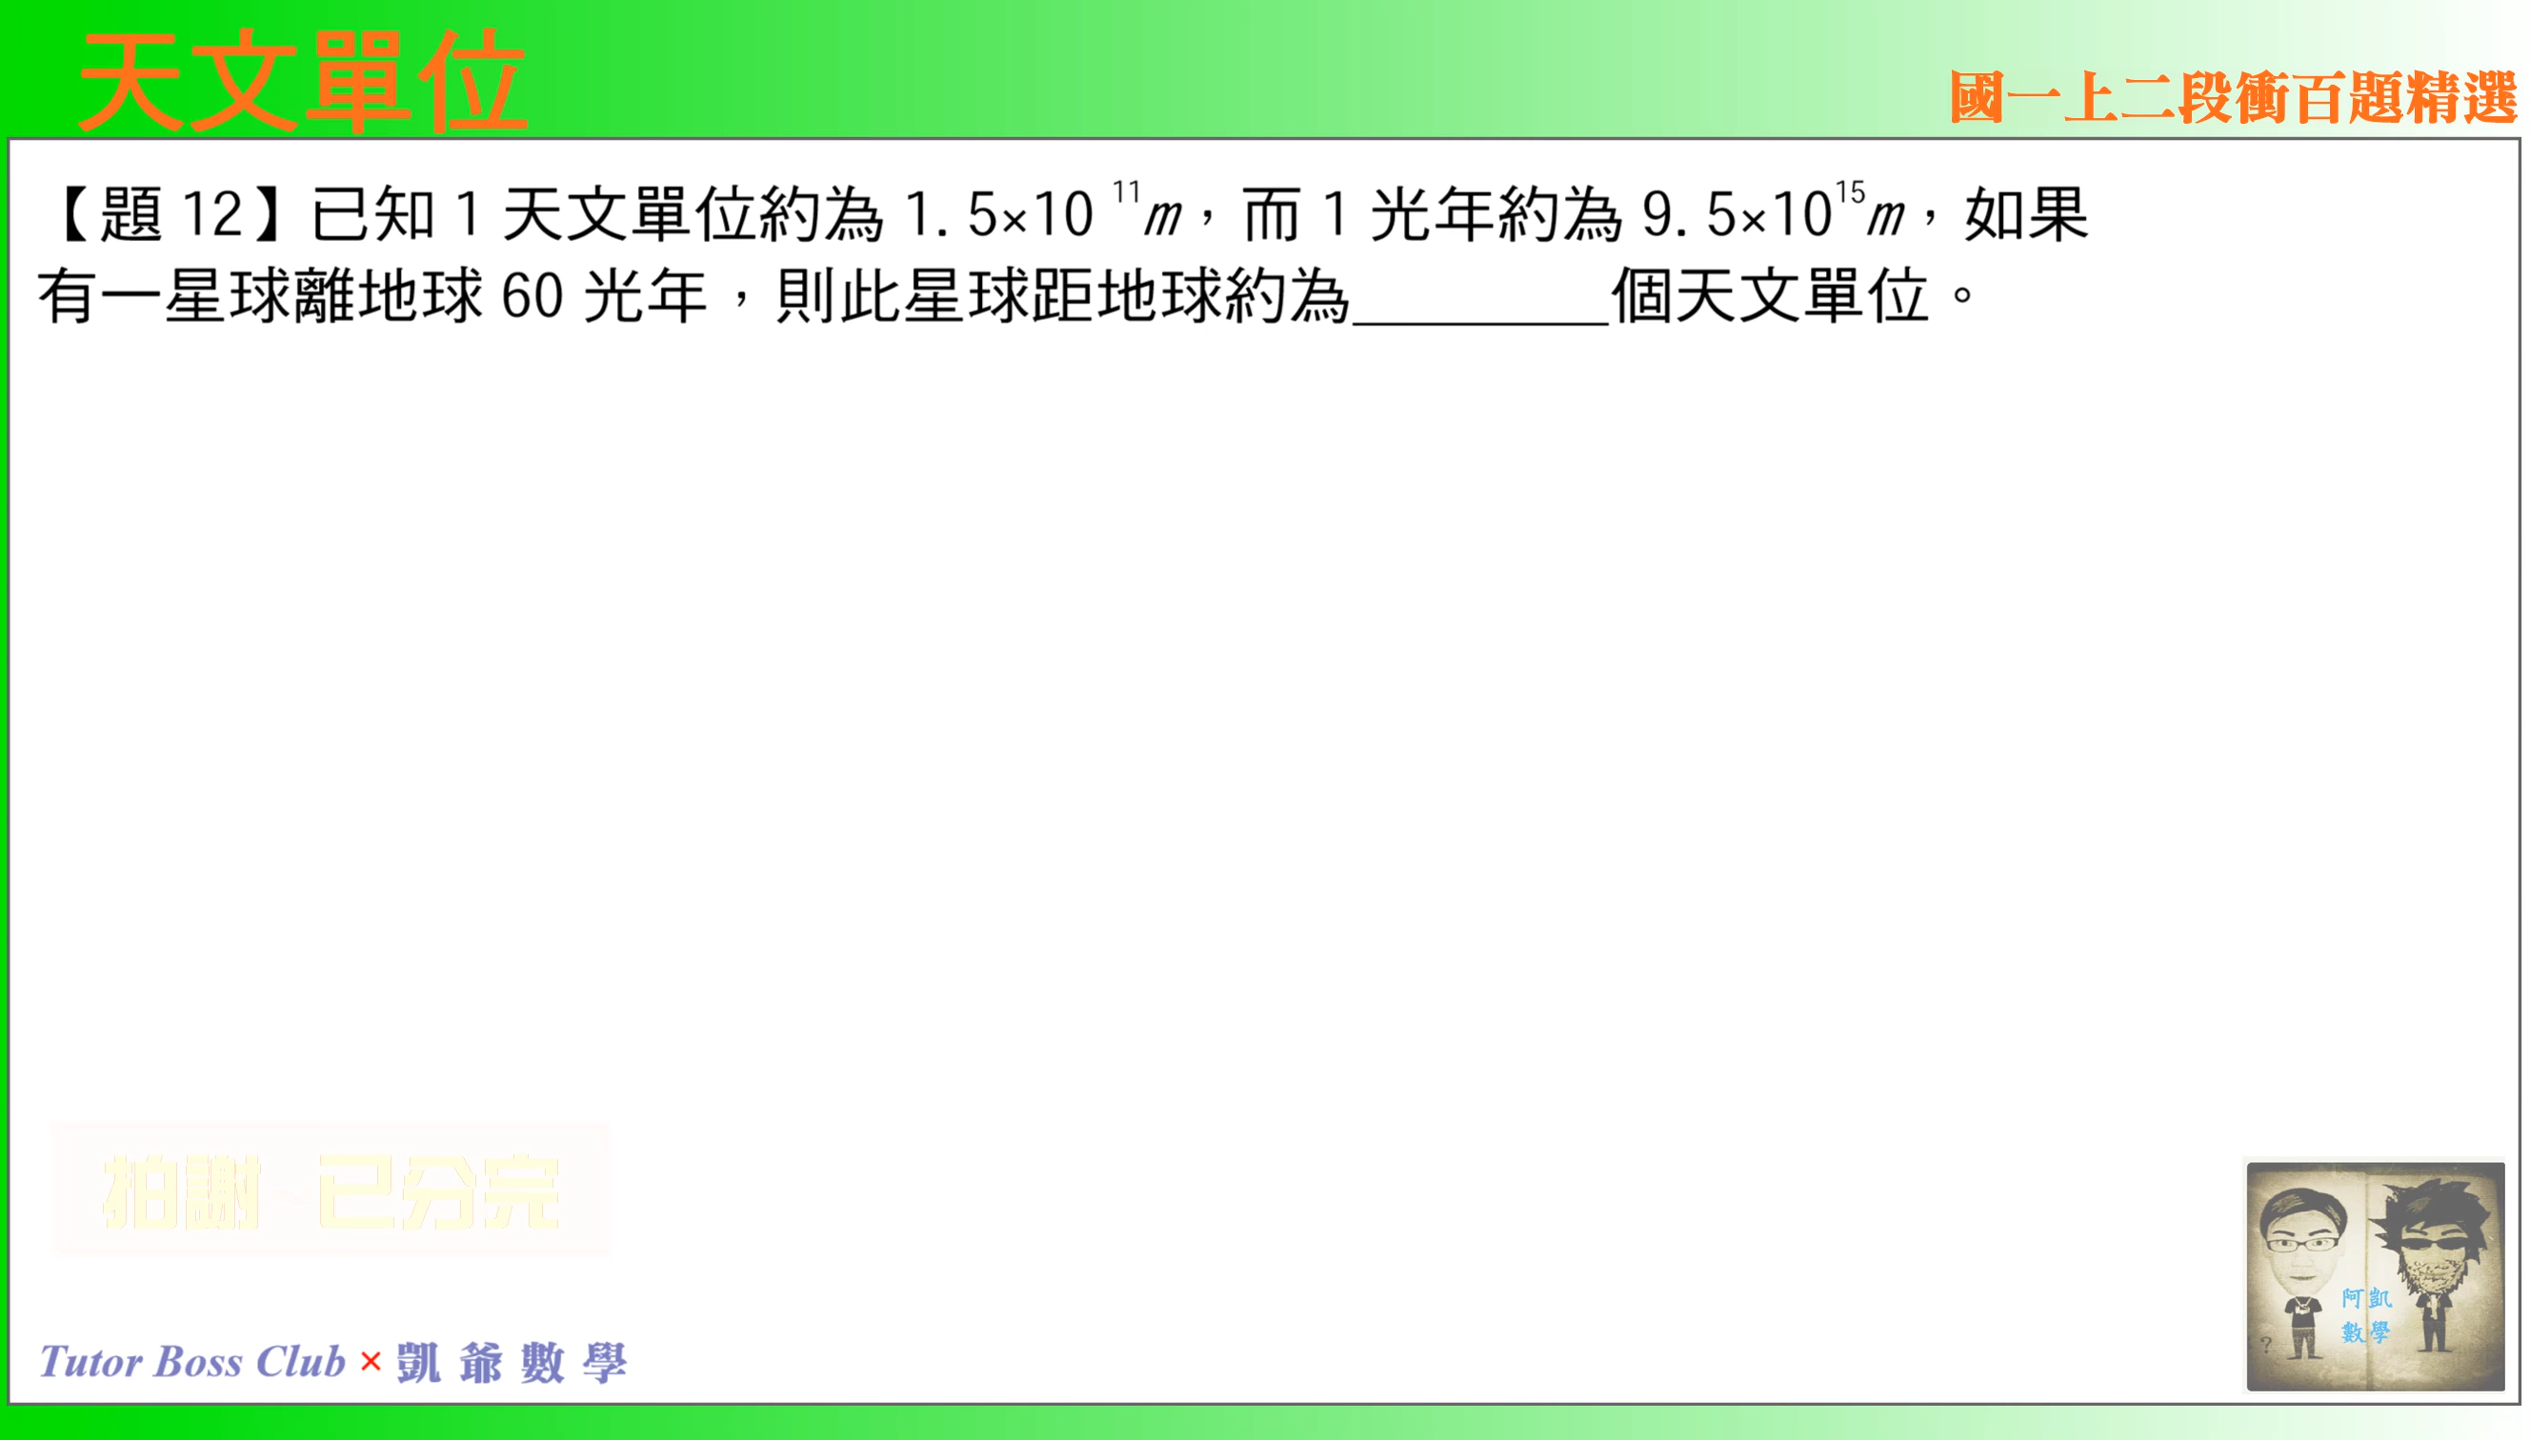 天文單位
國一上二段衝百題精選
【題 12】已知 1 天文單位約為 1.5×10 ¹¹m，而 1 光年約為 9.5×10¹⁵m，如果
有一星球離地球 60 光年，則此星球距地球約為________個天文單位。
拍謝 已分完
阿凱
數學
?
Tutor Boss Club × 凱爺數學